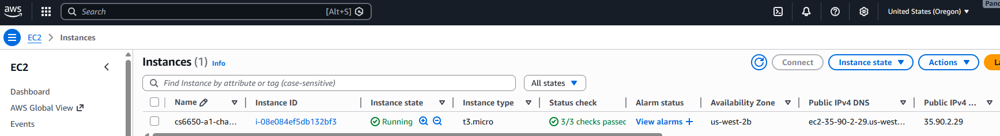 Panc
aws Search [Alt+S] United States (Oregon)
EC2 > Instances
Instances (1) Info Connect Instance state Actions La
EC2
Find Instance by attribute or tag (case-sensitive) All states
Dashboard
Name Instance ID Instance state Instance type Status check Alarm status Availability Zone Public IPv4 DNS Public IPv4 ...
AWS Global View
cs6650-a1-cha... i-08e084ef5db132bf3 Running t3.micro 3/3 checks passed View alarms + us-west-2b ec2-35-90-2-29.us-west... 35.90.2.29
Events